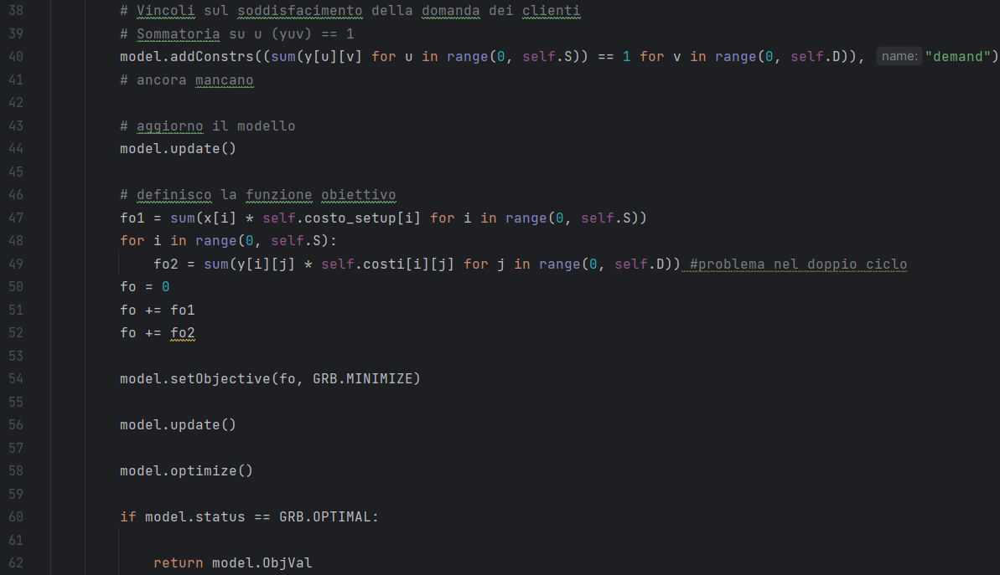 38 # Vincoli sul soddisfacimento della domanda dei clienti
39 # Sommatoria su u (yuv) == 1
40 model.addConstrs((sum(y[u][v] for u in range(0, self.S)) == 1 for v in range(0, self.D)), name: "demand")
41 # ancora mancano
42
43 # aggiorno il modello
44 model.update()
45
46 # definisco la funzione obiettivo
47 fo1 = sum(x[i] * self.costo_setup[i] for i in range(0, self.S))
48 for i in range(0, self.S):
49 fo2 = sum(y[i][j] * self.costi[i][j] for j in range(0, self.D)) #problema nel doppio ciclo
50 fo = 0
51 fo += fo1
52 fo += fo2
53
54 model.setObjective(fo, GRB.MINIMIZE)
55
56 model.update()
57
58 model.optimize()
59
60 if model.status == GRB.OPTIMAL:
61
62 return model.ObjVal